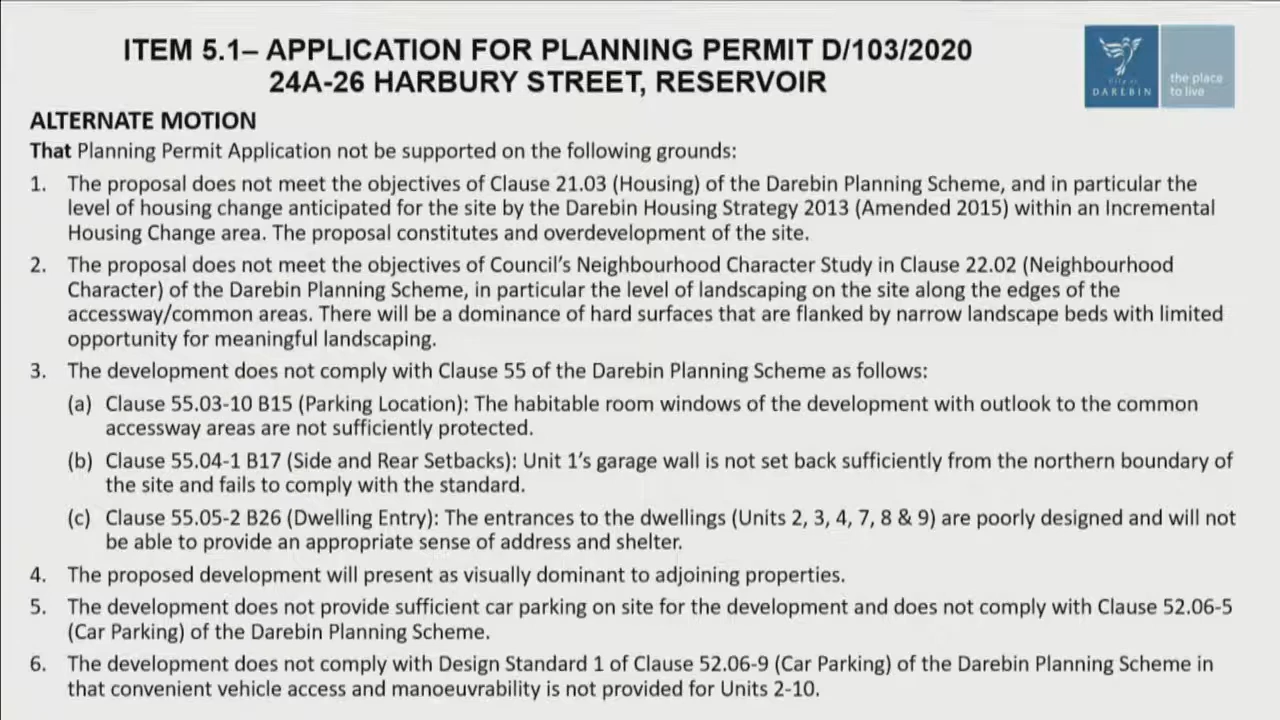 ITEM 5.1– APPLICATION FOR PLANNING PERMIT D/103/2020
24A-26 HARBURY STREET, RESERVOIR
City of
DAREBIN
the place
to live
ALTERNATE MOTION
That Planning Permit Application not be supported on the following grounds:
1. The proposal does not meet the objectives of Clause 21.03 (Housing) of the Darebin Planning Scheme, and in particular the
level of housing change anticipated for the site by the Darebin Housing Strategy 2013 (Amended 2015) within an Incremental
Housing Change area. The proposal constitutes and overdevelopment of the site.
2. The proposal does not meet the objectives of Council's Neighbourhood Character Study in Clause 22.02 (Neighbourhood
Character) of the Darebin Planning Scheme, in particular the level of landscaping on the site along the edges of the
accessway/common areas. There will be a dominance of hard surfaces that are flanked by narrow landscape beds with limited
opportunity for meaningful landscaping.
3. The development does not comply with Clause 55 of the Darebin Planning Scheme as follows:
(a) Clause 55.03-10 B15 (Parking Location): The habitable room windows of the development with outlook to the common
accessway areas are not sufficiently protected.
(b) Clause 55.04-1 B17 (Side and Rear Setbacks): Unit 1's garage wall is not set back sufficiently from the northern boundary of
the site and fails to comply with the standard.
(c) Clause 55.05-2 B26 (Dwelling Entry): The entrances to the dwellings (Units 2, 3, 4, 7, 8 & 9) are poorly designed and will not
be able to provide an appropriate sense of address and shelter.
4. The proposed development will present as visually dominant to adjoining properties.
5. The development does not provide sufficient car parking on site for the development and does not comply with Clause 52.06-5
(Car Parking) of the Darebin Planning Scheme.
6. The development does not comply with Design Standard 1 of Clause 52.06-9 (Car Parking) of the Darebin Planning Scheme in
that convenient vehicle access and manoeuvrability is not provided for Units 2-10.